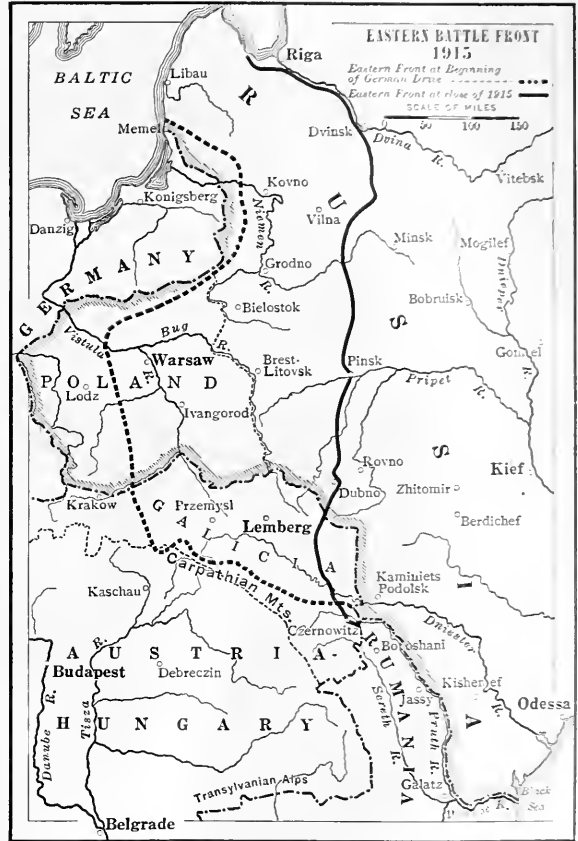 EASTERN BATTLE FRONT
1915
Eastern Front at Beginning
of German Drive
Eastern Front at close of 1915
SCALE OF MILES
0 50 100 150
Riga
BALTIC
SEA
Libau
Memel
Dvinsk
Dvina R.
Vitebsk
Konigsberg
Kovno
Niemen R.
Vilna
Danzig
Minsk
Mogilef
Dnieper R.
Grodno
GERMANY
Bielostok
Bobruisk
Vistula R.
Bug R.
Warsaw
Brest-
Litovsk
Pinsk
Gomel
Pripet R.
POLAND
Lodz
Ivangorod
RUSSIA
Rovno
Kief
Dubno
Zhitomir
Krakow
Przemysl
Lemberg
Berdichef
GALICIA
Carpathian Mts.
Kaminiets
Podolsk
Kaschau
Czernowitz
Dniester R.
AUSTRIA-
Botoshani
Budapest
Debreczin
Kishenef
Jassy
Odessa
Danube R.
Tisza R.
HUNGARY
RUMANIA
Sereth R.
Pruth R.
Transylvanian Alps
Galatz
Black
Sea
R.
Belgrade